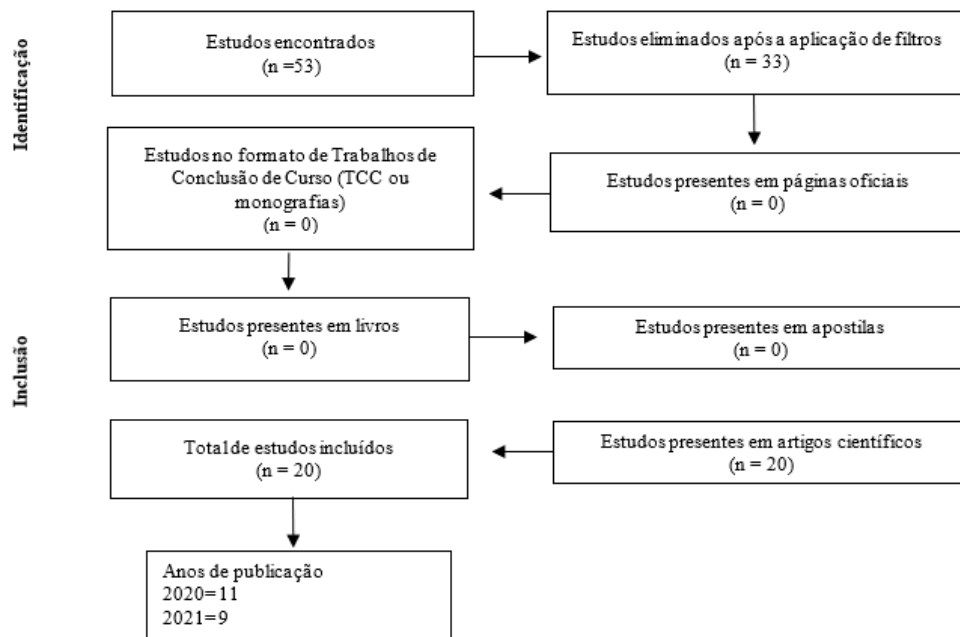 Identificação
Estudos encontrados
(n =53)
Estudos eliminados após a aplicação de filtros
(n = 33)
Estudos no formato de Trabalhos de
Conclusão de Curso (TCC ou
monografias)
(n = 0)
Estudos presentes em páginas oficiais
(n = 0)
Inclusão
Estudos presentes em livros
(n = 0)
Estudos presentes em apostilas
(n = 0)
Total de estudos incluídos
(n = 20)
Estudos presentes em artigos científicos
(n = 20)
Anos de publicação
2020=11
2021=9